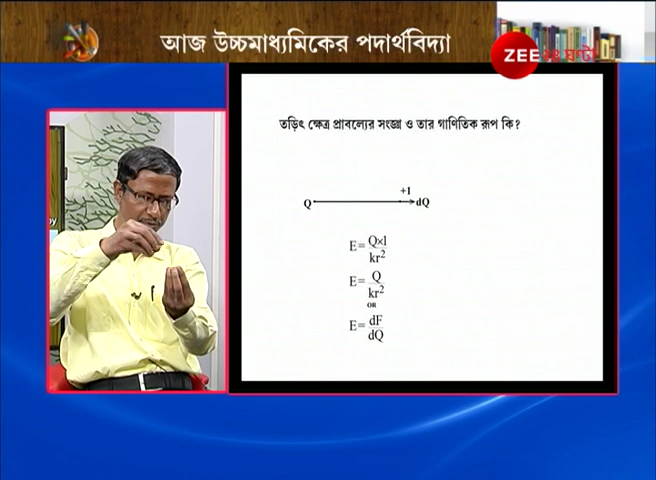 আজ উচ্চমাধ্যমিকের পদার্থবিদ্যা
ZEE ২৪ ঘণ্টা
তড়িৎ ক্ষেত্র প্রাবল্যের সংজ্ঞা ও তার গাণিতিক রূপ কি?
+1
Q dQ
E = Q×1 / kr²
E = Q / kr²
OR
E = dF / dQ